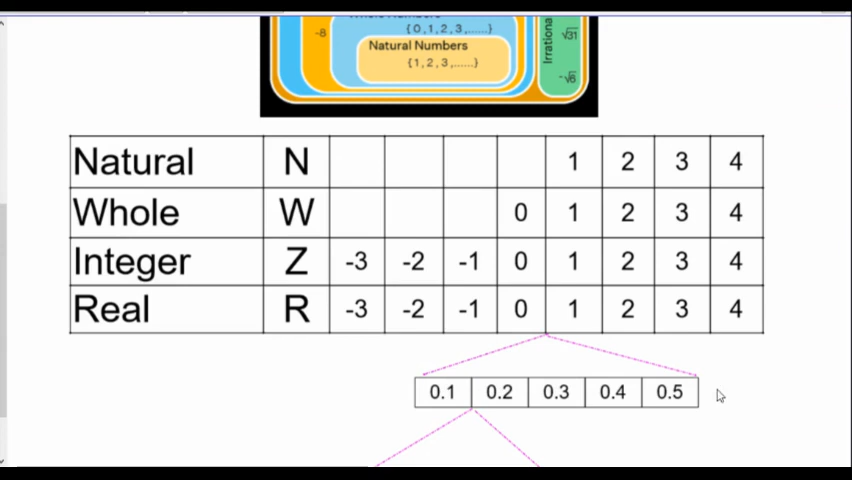 -8
{0,1,2,3,......}
Natural Numbers
{1,2,3,......}
√31
-√6
Natural N 1 2 3 4
Whole W 0 1 2 3 4
Integer Z -3 -2 -1 0 1 2 3 4
Real R -3 -2 -1 0 1 2 3 4
0.1 0.2 0.3 0.4 0.5